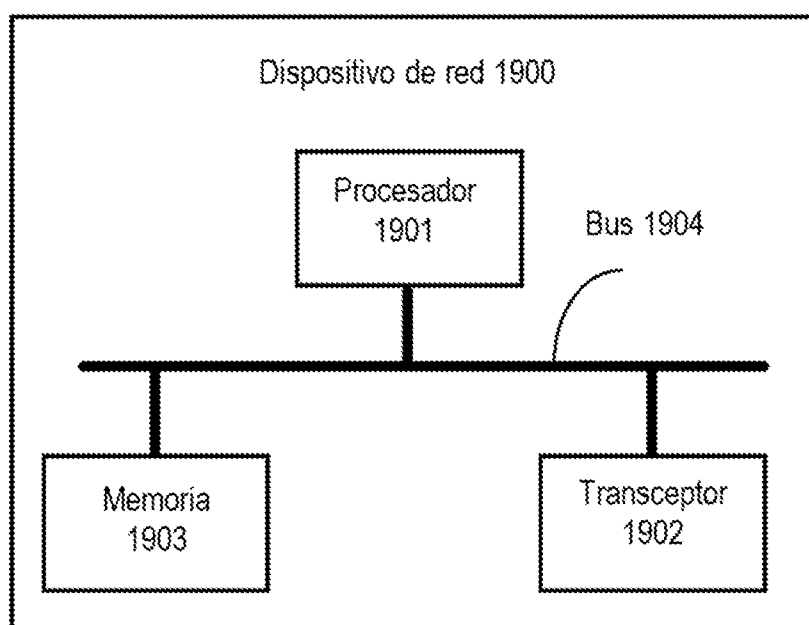 Dispositivo de red 1900
Procesador
1901
Bus 1904
Memoria
1903
Transceptor
1902